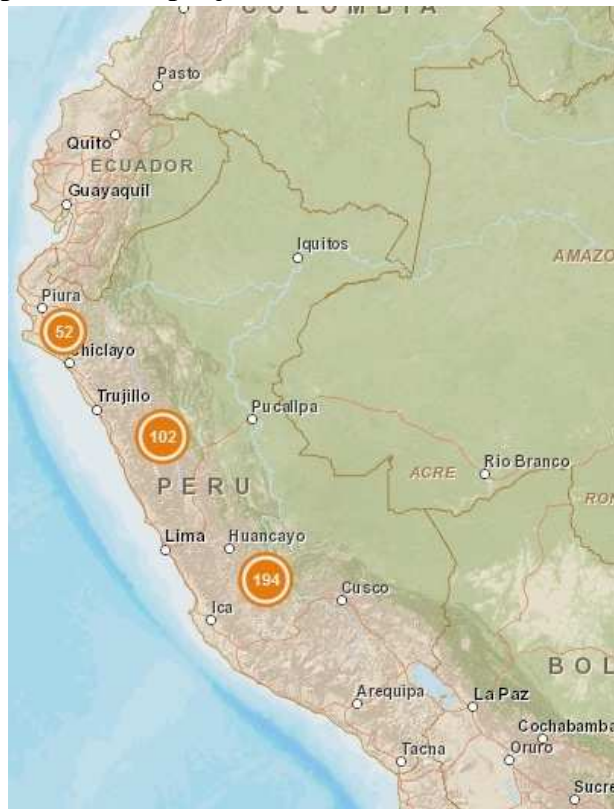 COLOMBIA
Pasto
Quito
ECUADOR
Guayaquil
Iquitos
AMAZO
Piura
52
Chiclayo
Trujillo
Pucallpa
102
Rio Branco
ACRE
PERU
RON
Lima
Huancayo
194
Cusco
Ica
BOL
Arequipa
La Paz
Cochabamba
Tacna
Oruro
Sucre